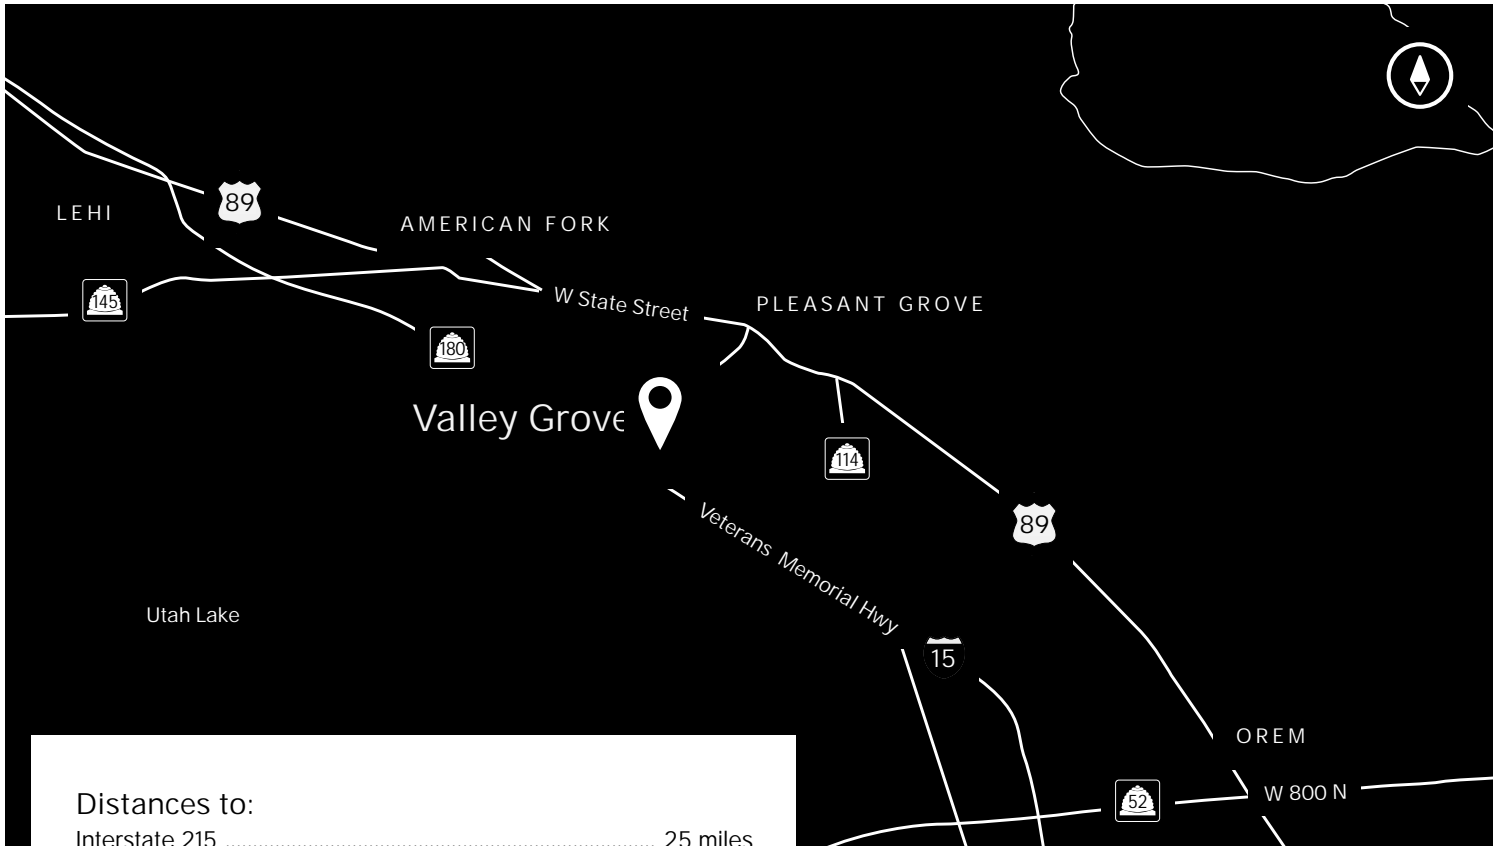 89
LEHI
AMERICAN FORK
145
W State Street
PLEASANT GROVE
180
Valley Grove
114
Veterans Memorial Hwy
89
Utah Lake
15
OREM
52
W 800 N
Distances to:
Interstate 215 25 miles